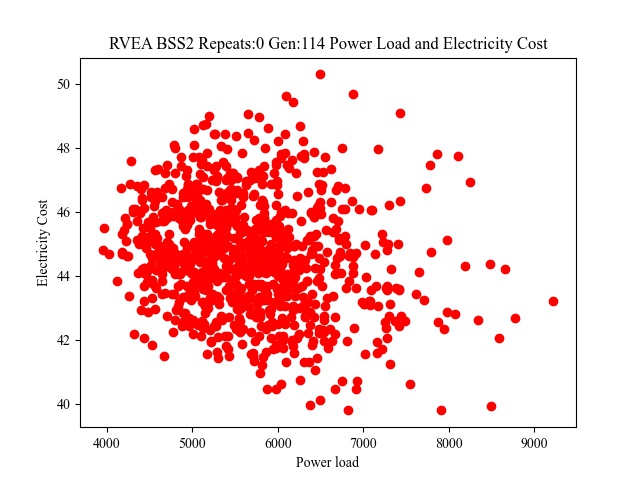 RVEA BSS2 Repeats:0 Gen:114 Power Load and Electricity Cost
50
48
46
44
42
40
Electricity Cost
4000 5000 6000 7000 8000 9000
Power load